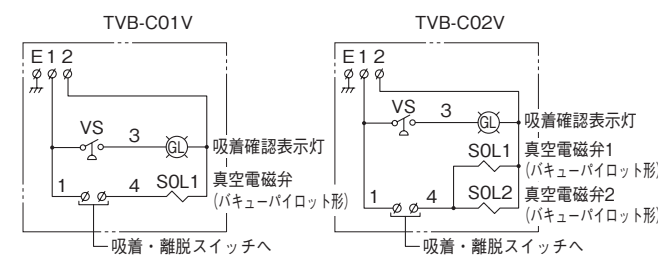 TVB-C01V
E 1 2
VS
3
GL
吸着確認表示灯
1
4
SOL1
真空電磁弁
(バキューパイロット形)
吸着・離脱スイッチへ
TVB-C02V
E 1 2
VS
3
GL
吸着確認表示灯
SOL1
真空電磁弁1
(バキューパイロット形)
1
4
SOL2
真空電磁弁2
(バキューパイロット形)
吸着・離脱スイッチへ